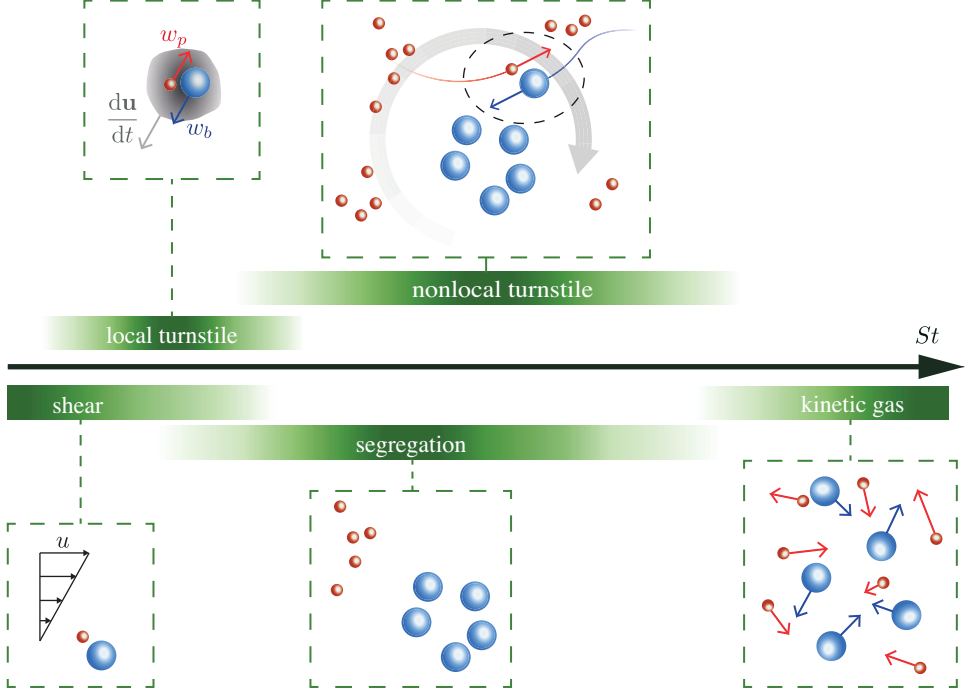 w_p
du
dt
w_b
nonlocal turnstile
local turnstile
St
shear
kinetic gas
segregation
u